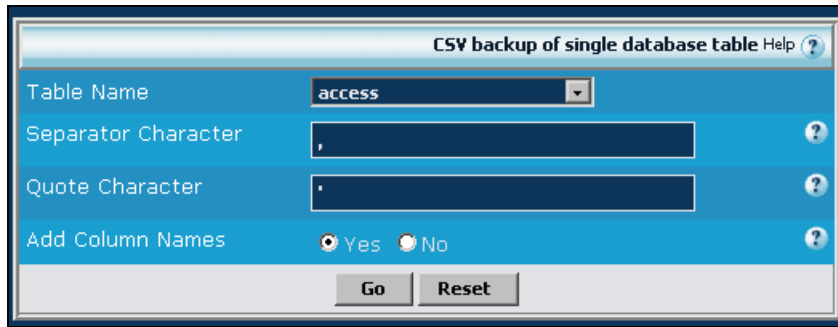 CSV backup of single database table Help ?
Table Name access
Separator Character , ?
Quote Character ' ?
Add Column Names Yes No ?
Go Reset